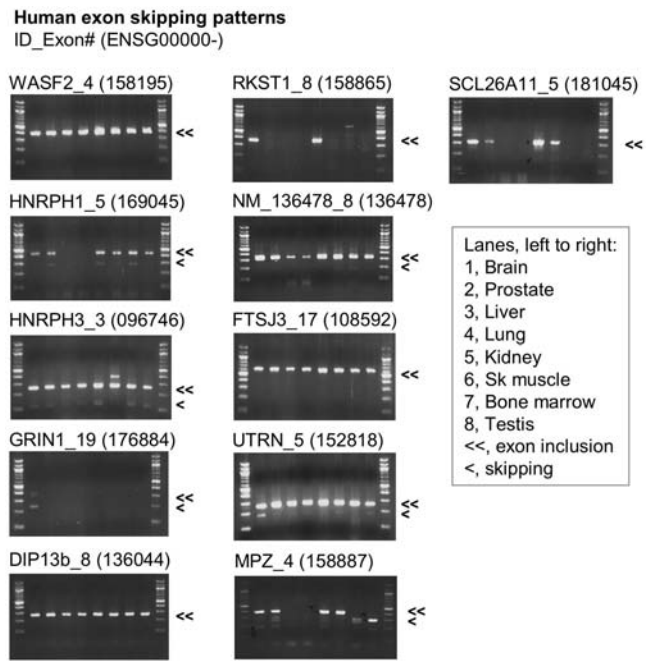 Human exon skipping patterns
ID_Exon# (ENSG00000-)
WASF2_4 (158195)
<<
RKST1_8 (158865)
<<
SCL26A11_5 (181045)
<<
HNRPH1_5 (169045)
<<
<
NM_136478_8 (136478)
<<
<
HNRPH3_3 (096746)
<<
<
FTSJ3_17 (108592)
<<
GRIN1_19 (176884)
<<
<
UTRN_5 (152818)
<<
<
DIP13b_8 (136044)
<<
MPZ_4 (158887)
<<
<
Lanes, left to right:
1, Brain
2, Prostate
3, Liver
4, Lung
5, Kidney
6, Sk muscle
7, Bone marrow
8, Testis
<<, exon inclusion
<, skipping